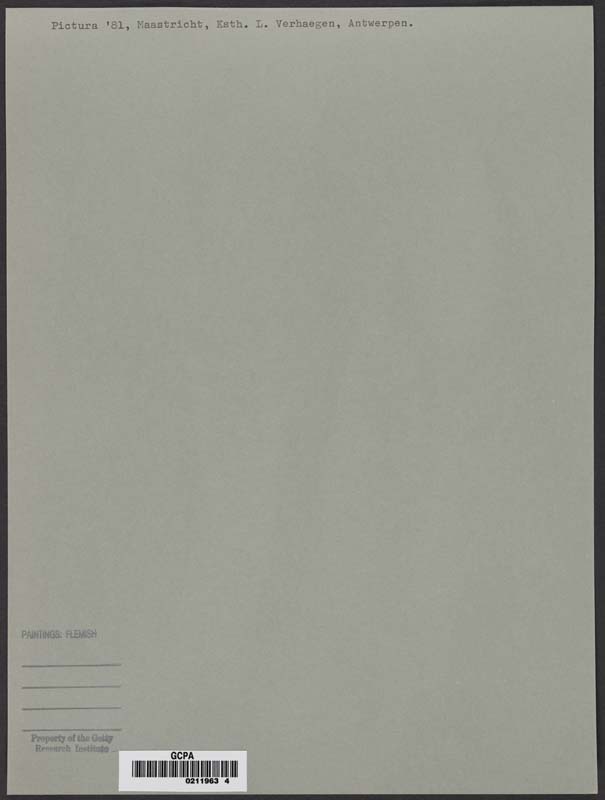 Pictura '81, Maastricht, Ksth. L. Verhaegen, Antwerpen.
PAINTINGS: FLEMISH
Property of the Getty
Research Institute
GCPA
0211963 4